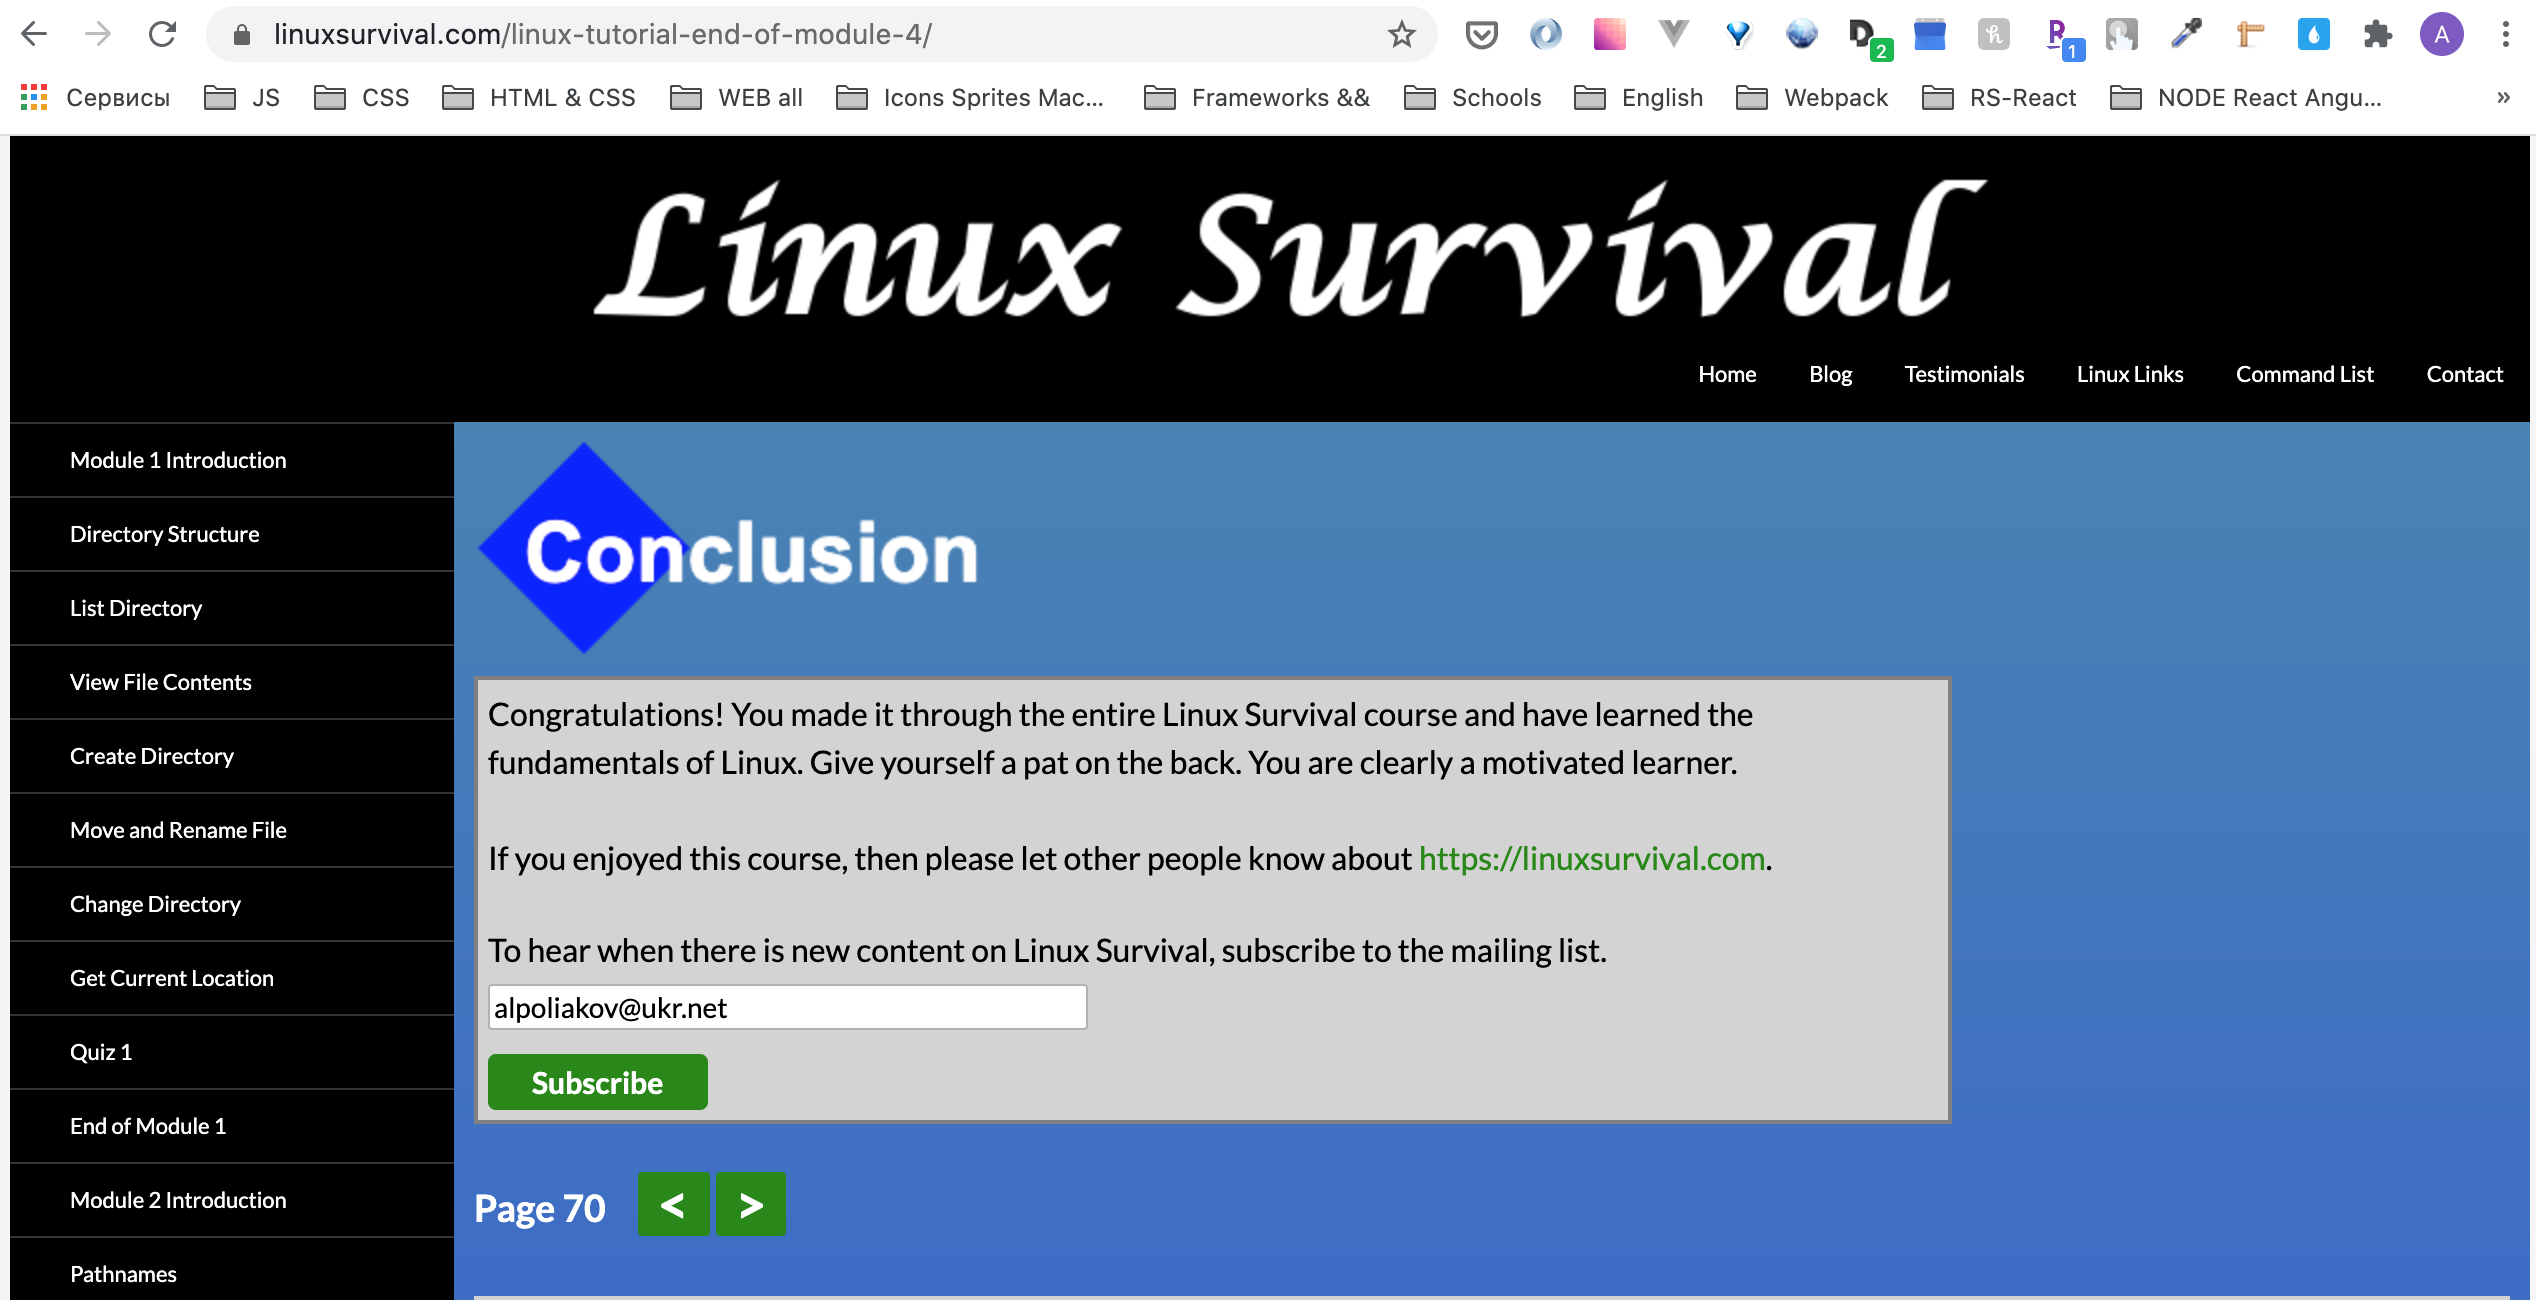 linuxsurvival.com/linux-tutorial-end-of-module-4/
2
1
A
Сервисы JS CSS HTML & CSS WEB all Icons Sprites Mac... Frameworks && Schools English Webpack RS-React NODE React Angu... »
Linux Survival
Home Blog Testimonials Linux Links Command List Contact
Module 1 Introduction
Directory Structure
List Directory
View File Contents
Create Directory
Move and Rename File
Change Directory
Get Current Location
Quiz 1
End of Module 1
Module 2 Introduction
Pathnames
Conclusion
Congratulations! You made it through the entire Linux Survival course and have learned the
fundamentals of Linux. Give yourself a pat on the back. You are clearly a motivated learner.
If you enjoyed this course, then please let other people know about https://linuxsurvival.com.
To hear when there is new content on Linux Survival, subscribe to the mailing list.
alpoliakov@ukr.net
Subscribe
Page 70 < >